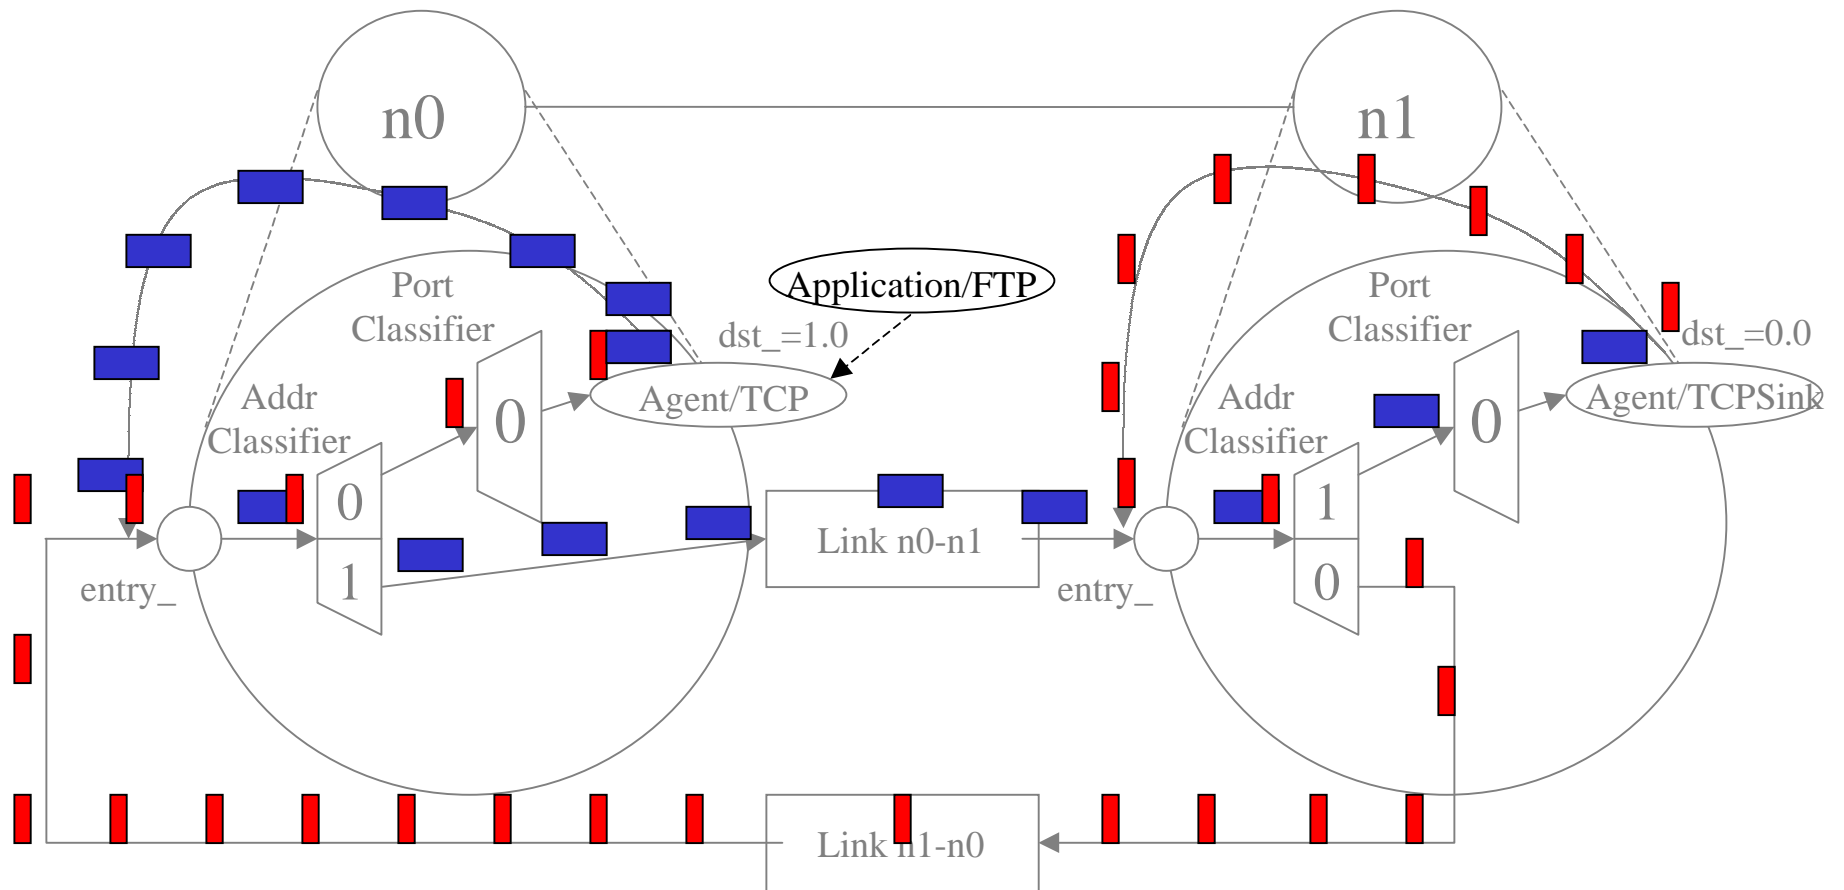 n0
n1
Port
Classifier
Application/FTP
Port
Classifier
dst_=1.0
dst_=0.0
Addr
Classifier
0
Agent/TCP
Addr
Classifier
0
Agent/TCPSink
0
1
entry_
Link n0-n1
1
0
entry_
Link n1-n0